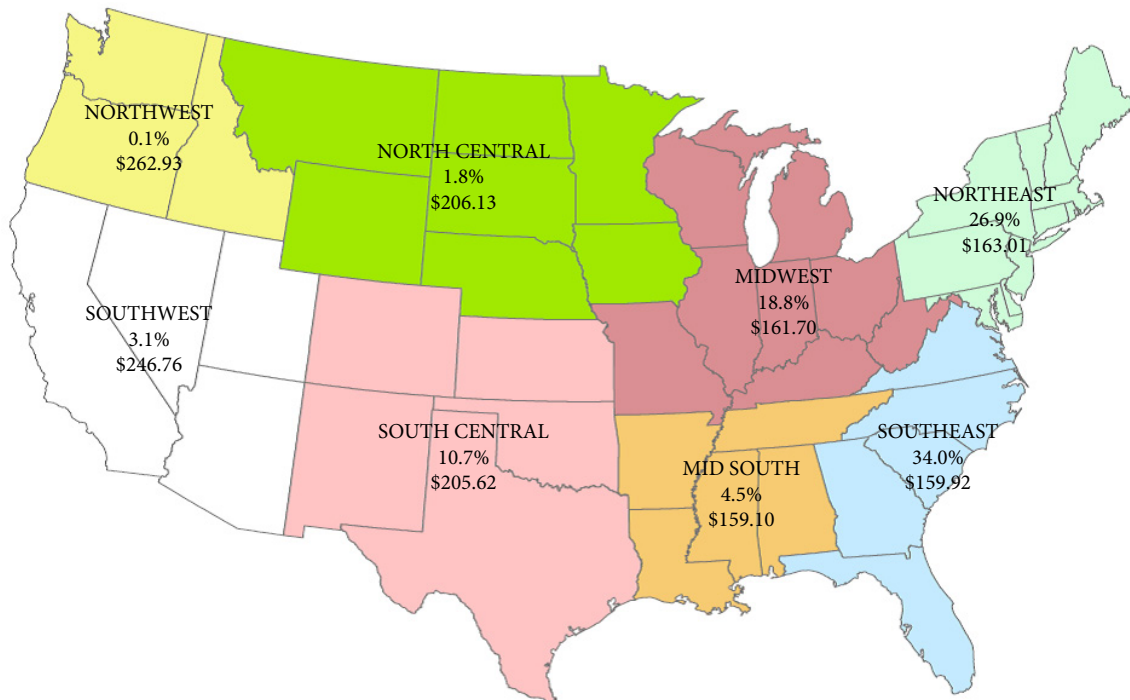 NORTHWEST
0.1%
$262.93
NORTH CENTRAL
1.8%
$206.13
NORTHEAST
26.9%
$163.01
MIDWEST
18.8%
$161.70
SOUTHWEST
3.1%
$246.76
SOUTH CENTRAL
10.7%
$205.62
MID SOUTH
4.5%
$159.10
SOUTHEAST
34.0%
$159.92